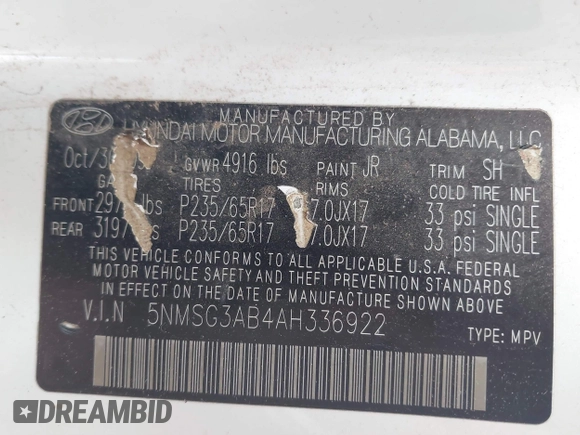 MANUFACTURED BY
HYUNDAI MOTOR MANUFACTURING ALABAMA, LLC
GVWR 4916 lbs PAINT JR TRIM SH
TIRES RIMS COLD TIRE INFL
FRONT lbs P235/65R17 7.0JX17 33 psi SINGLE
REAR P235/65R17 7.0JX17 33 psi SINGLE
THIS VEHICLE CONFORMS TO ALL APPLICABLE U.S.A. FEDERAL
MOTOR VEHICLE SAFETY AND THEFT PREVENTION STANDARDS
IN EFFECT ON THE DATE OF MANUFACTURE SHOWN ABOVE.
V.I.N 5NMSG3AB4AH336922
TYPE: MPV
DREAMBID